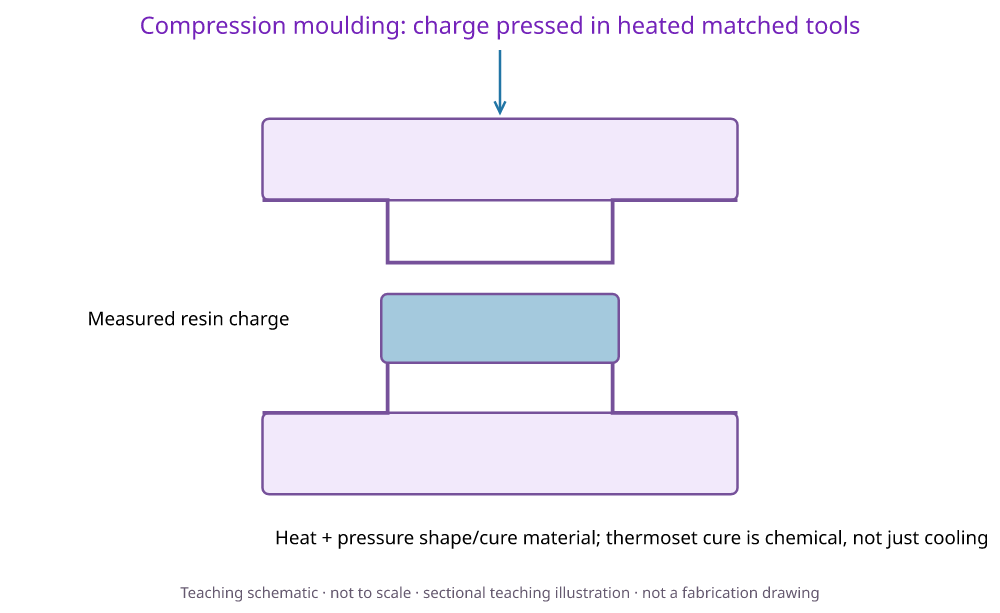 Compression moulding: charge pressed in heated matched tools
Measured resin charge
Heat + pressure shape/cure material; thermoset cure is chemical, not just cooling
Teaching schematic · not to scale · sectional teaching illustration · not a fabrication drawing